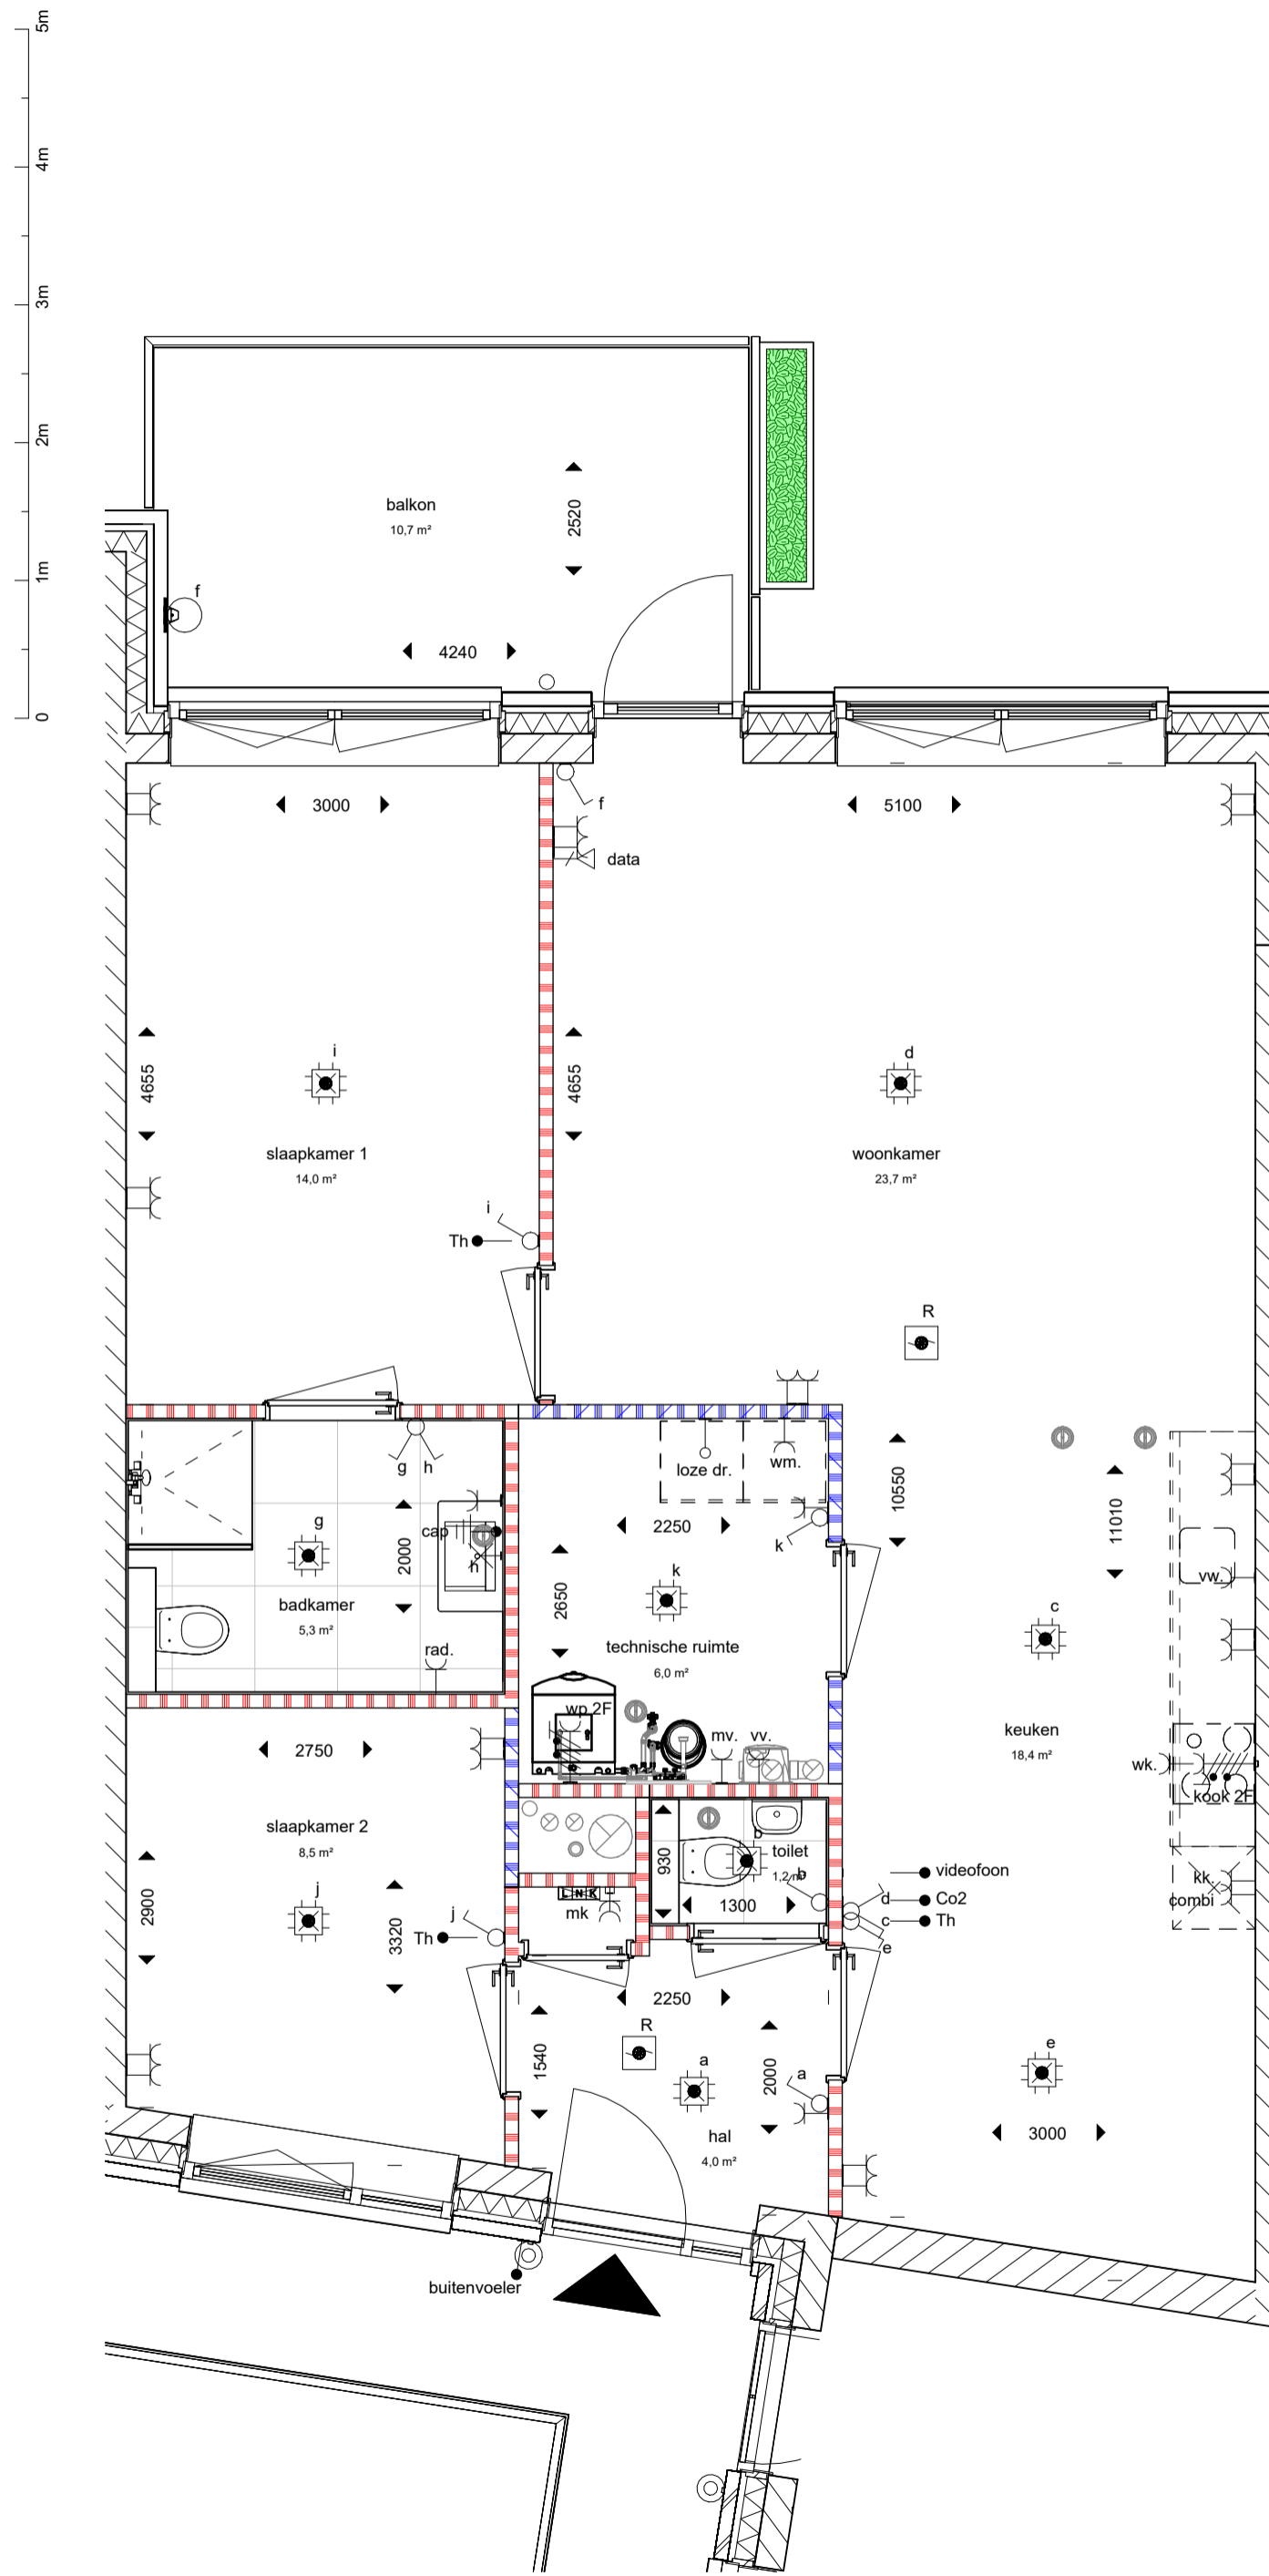 5m
4m
3m
2m
1m
0
balkon
10,7 m²
2520
4240
f
3000
f
5100
data
4655
4655
i
d
slaapkamer 1
14,0 m²
woonkamer
23,7 m²
i
Th
R
g h
loze dr.
wm.
10550
11010
2250
k
g
cap
h
2000
2650
k
vw.
badkamer
5,3 m²
c
rad.
technische ruimte
6,0 m²
wp 2F
mv. vv.
keuken
18,4 m²
2750
wk.
kook 2F
slaapkamer 2
8,5 m²
930
b
toilet
1,2 m²
b
videofoon
kk.
combi
L N K
mk
1300
d
Co2
j
2900
3320
j
Th
c
Th
e
2250
R
1540
a
2000
a
e
hal
4,0 m²
3000
buitenvoeler